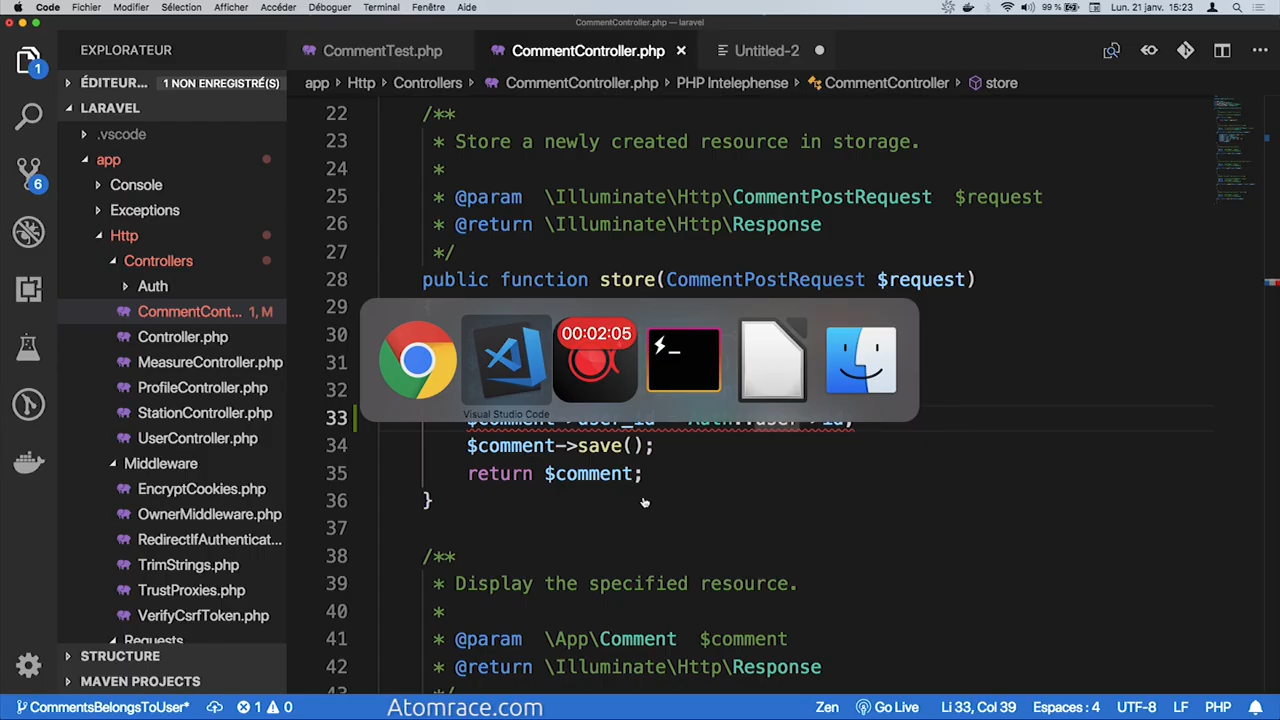 Code Fichier Modifier Sélection Afficher Accéder Déboguer Terminal Fenêtre Aide 99 % Lun. 21 janv. 15:23
CommentController.php — laravel
EXPLORATEUR CommentTest.php CommentController.php Untitled-2
ÉDITEUR... 1 NON ENREGISTRÉ(S) app Http Controllers CommentController.php PHP Intelephense CommentController store
LARAVEL
.vscode
app
Console
Exceptions
Http
Controllers
Auth
CommentCont... 1, M
Controller.php
MeasureController.php
ProfileController.php
StationController.php
UserController.php
Middleware
EncryptCookies.php
OwnerMiddleware.php
RedirectIfAuthenticat...
TrimStrings.php
TrustProxies.php
VerifyCsrfToken.php
Requests
STRUCTURE
MAVEN PROJECTS
1
6
22 /**
23 * Store a newly created resource in storage.
24 *
25 * @param \Illuminate\Http\CommentPostRequest $request
26 * @return \Illuminate\Http\Response
27 */
28 public function store(CommentPostRequest $request)
29
30
31
32
33
00:02:05
Visual Studio Code
34 $comment->save();
35 return $comment;
36 }
37
38 /**
39 * Display the specified resource.
40 *
41 * @param \App\Comment $comment
42 * @return \Illuminate\Http\Response
43
CommentsBelongsToUser* 1 0 Atomrace.com Zen Go Live Li 33, Col 39 Espaces : 4 UTF-8 LF PHP